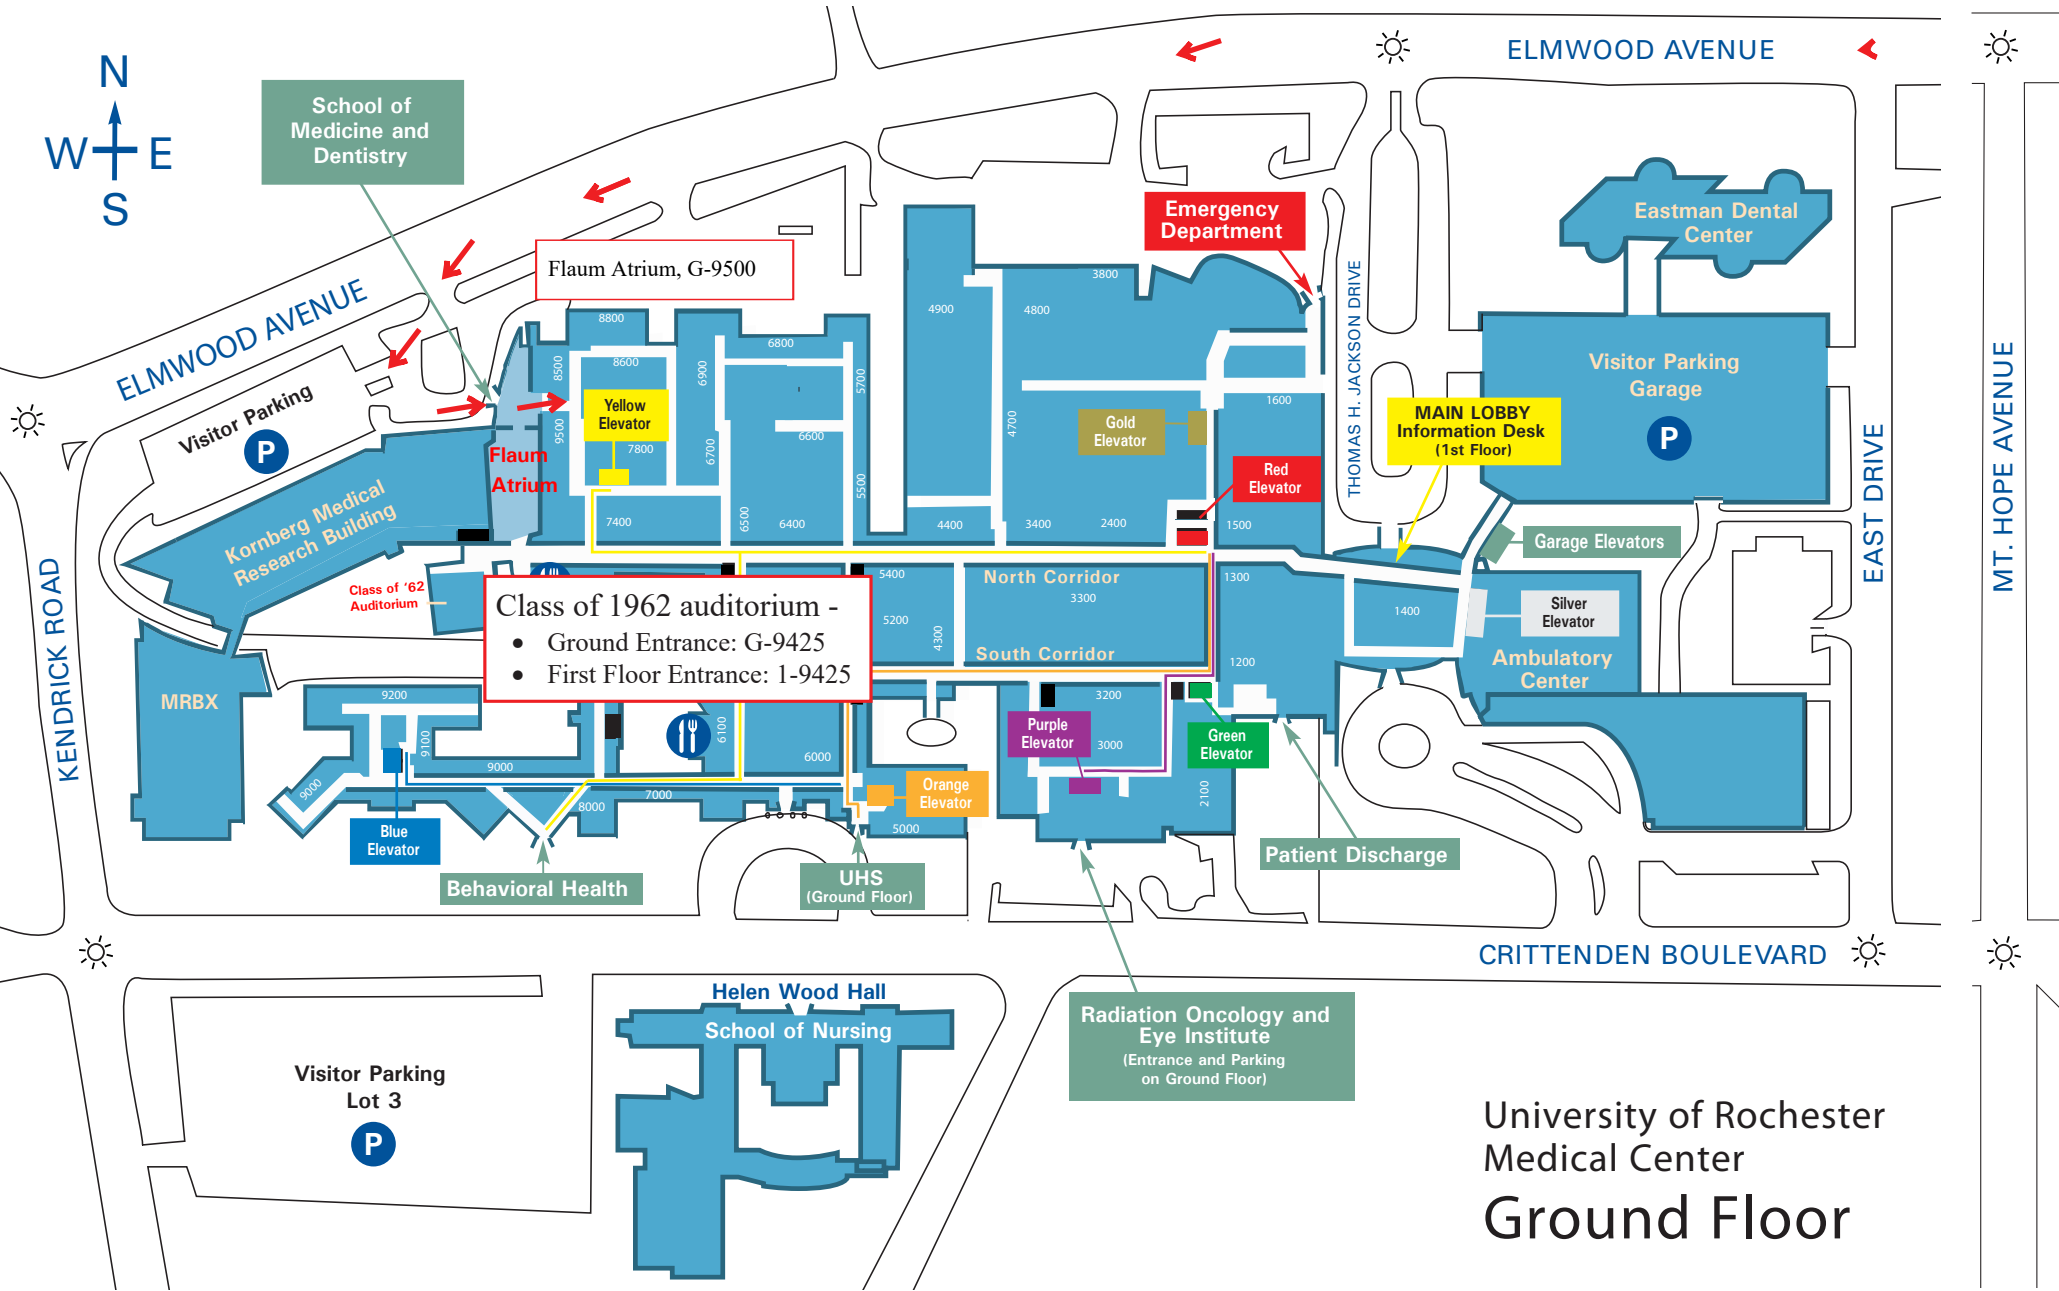 N
W E
S
School of
Medicine and
Dentistry
ELMWOOD AVENUE
ELMWOOD AVENUE
Flaum Atrium, G-9500
Emergency
Department
Eastman Dental
Center
THOMAS H. JACKSON DRIVE
Visitor Parking
Garage
P
MAIN LOBBY
Information Desk
(1st Floor)
EAST DRIVE
MT. HOPE AVENUE
KENDRICK ROAD
Visitor Parking
P
Kornberg Medical
Research Building
Flaum
Atrium
8800
8600
8500
9500
Yellow
Elevator
7800
7400
6900
6800
6700
6600
6500
6400
5700
5500
4900
4800
3800
4700
4400
3400
2400
1600
1500
Gold
Elevator
Red
Elevator
Garage Elevators
Class of '62
Auditorium
Class of 1962 auditorium -
• Ground Entrance: G-9425
• First Floor Entrance: 1-9425
5400
5200
4300
North Corridor
3300
South Corridor
1300
1400
1200
Silver
Elevator
Ambulatory
Center
MRBX
9200
9100
9000
9000
8000
7000
6100
6000
5000
3200
3000
2100
Purple
Elevator
Green
Elevator
Orange
Elevator
Blue
Elevator
Behavioral Health
UHS
(Ground Floor)
Patient Discharge
CRITTENDEN BOULEVARD
Radiation Oncology and
Eye Institute
(Entrance and Parking
on Ground Floor)
Helen Wood Hall
School of Nursing
Visitor Parking
Lot 3
P
University of Rochester
Medical Center
Ground Floor